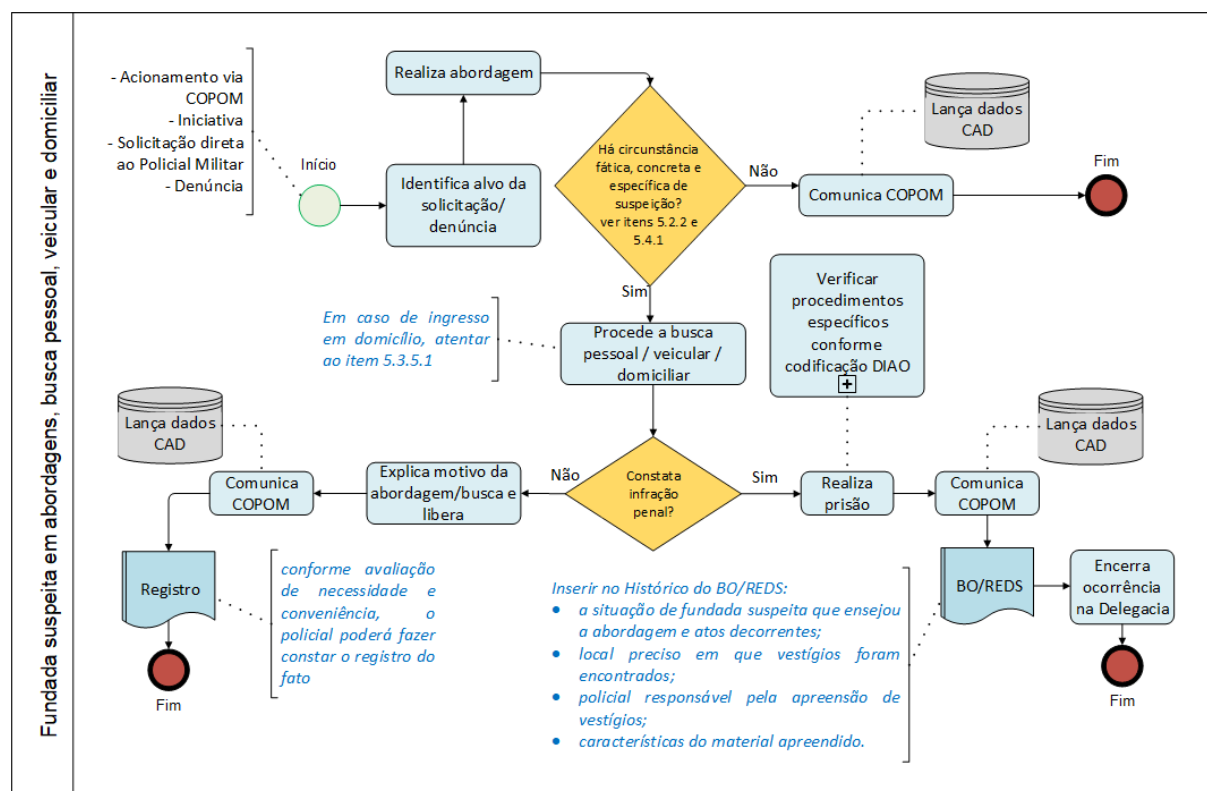 Fundada suspeita em abordagens, busca pessoal, veicular e domiciliar
- Acionamento via
COPOM
- Iniciativa
- Solicitação direta
ao Policial Militar
- Denúncia
Início
Identifica alvo da
solicitação/
denúncia
Realiza abordagem
Há circunstância
fática, concreta e
específica de
suspeição?
ver itens 5.2.2 e
5.4.1
Não
Comunica COPOM
Lança dados
CAD
Fim
Sim
Em caso de ingresso
em domicílio, atentar
ao item 5.3.5.1
Procede a busca
pessoal / veicular /
domiciliar
Verificar
procedimentos
específicos
conforme
codificação DIAO
Constata
infração
penal?
Não
Explica motivo da
abordagem/busca e
libera
Comunica
COPOM
Lança dados
CAD
Registro
conforme avaliação
de necessidade e
conveniência, o
policial poderá fazer
constar o registro do
fato
Fim
Sim
Realiza
prisão
Comunica
COPOM
Lança dados
CAD
BO/REDS
Inserir no Histórico do BO/REDS:
• a situação de fundada suspeita que ensejou
a abordagem e atos decorrentes;
• local preciso em que vestígios foram
encontrados;
• policial responsável pela apreensão de
vestígios;
• características do material apreendido.
Encerra
ocorrência
na Delegacia
Fim